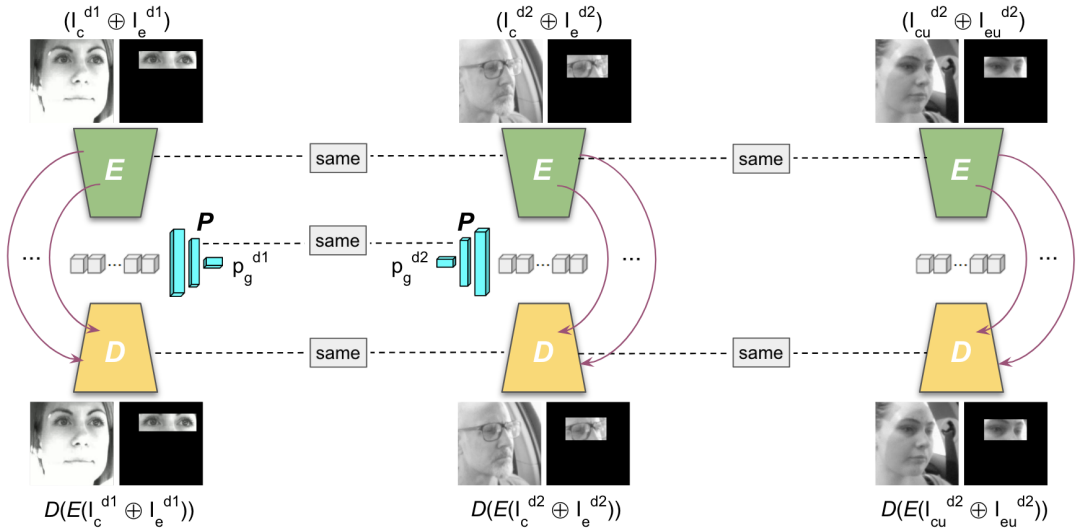 (I_c^d1 ⊕ I_e^d1)
(I_c^d2 ⊕ I_e^d2)
(I_cu^d2 ⊕ I_eu^d2)
E
same
E
same
E
P
same
P
...
p_g^d1
p_g^d2
...
...
...
...
...
D
same
D
same
D
D(E(I_c^d1 ⊕ I_e^d1))
D(E(I_c^d2 ⊕ I_e^d2))
D(E(I_cu^d2 ⊕ I_eu^d2))